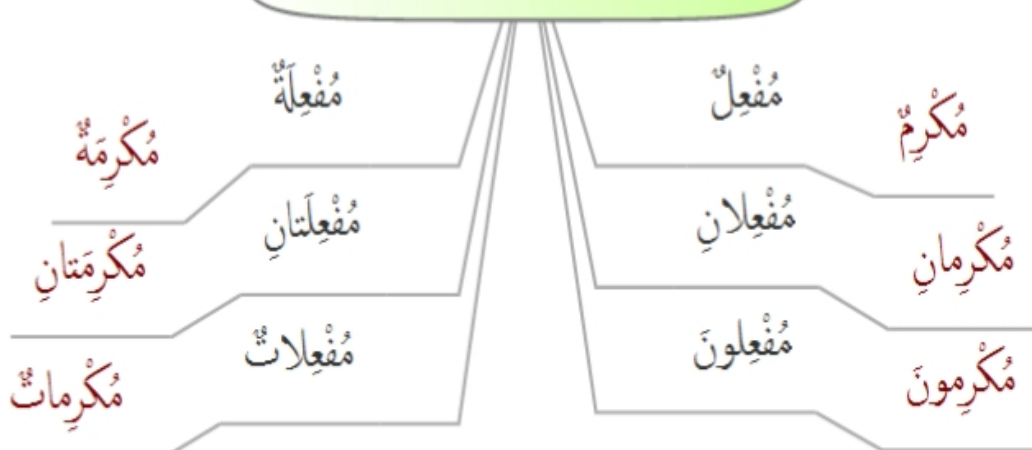 مُفْعِلٌ
مُكْرِمٌ
مُفْعِلَةٌ
مُكْرِمَةٌ
مُفْعِلانِ
مُكْرِمانِ
مُفْعِلَتانِ
مُكْرِمَتانِ
مُفْعِلونَ
مُكْرِمونَ
مُفْعِلاتٌ
مُكْرِماتٌ